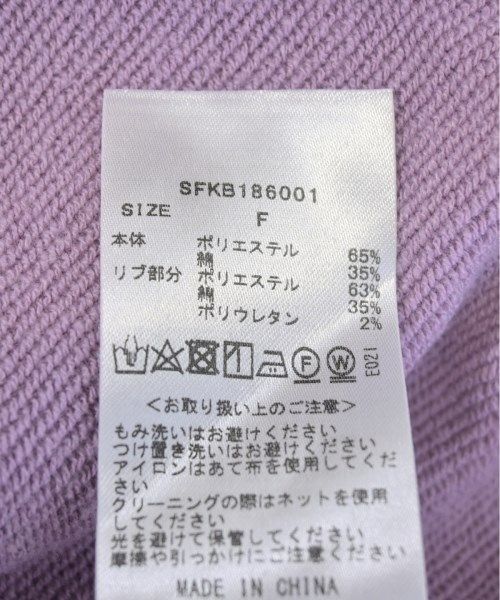 SFKB186001
SIZE F
本体 ポリエステル 65%
綿 35%
リブ部分 ポリエステル 63%
綿 35%
ポリウレタン 2%
F W E021
<お取り扱い上のご注意>
もみ洗いはお避けください
つけ置き洗いはお避けください
アイロンはあて布を使用してくだ
さい
クリーニングの際はネットを使用
してください
光を避けて保管してください
摩擦や引っかけにご注意ください
MADE IN CHINA